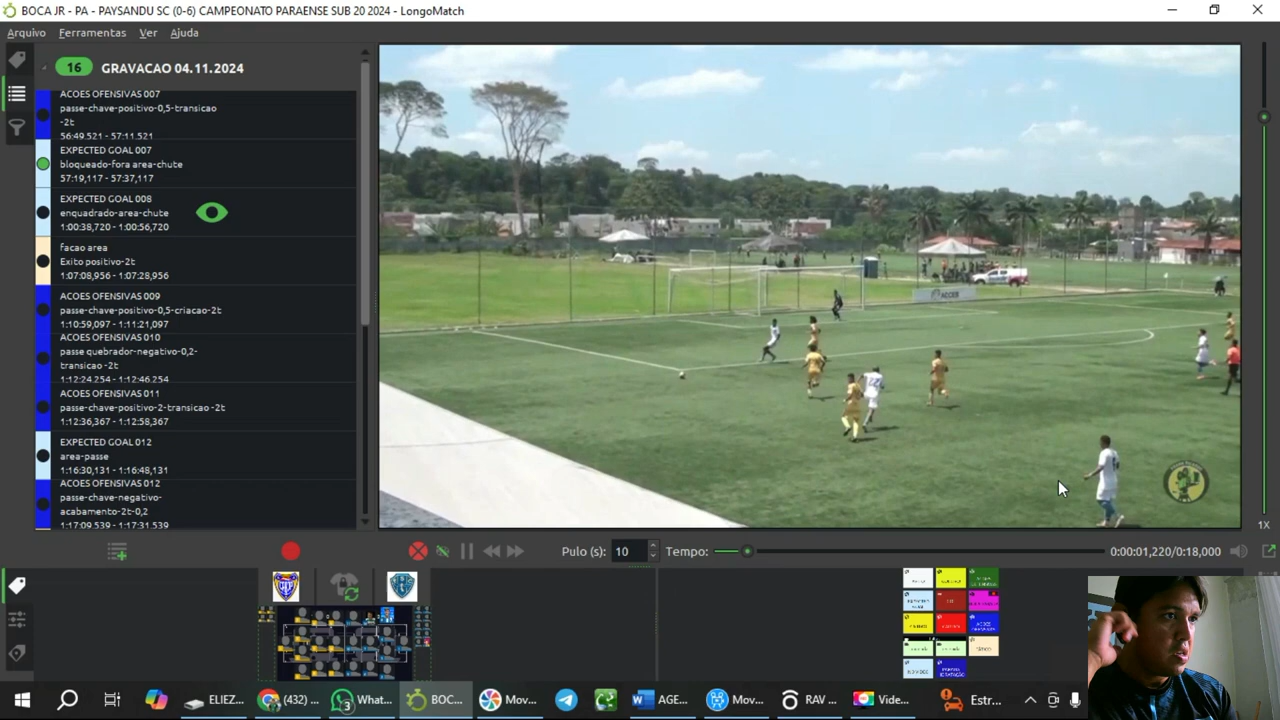 BOCA JR - PA - PAYSANDU SC (0-6) CAMPEONATO PARAENSE SUB 20 2024 - LongoMatch
Arquivo Ferramentas Ver Ajuda
16 GRAVACAO 04.11.2024
ACOES OFENSIVAS 007
passe-chave-positivo-0,5-transicao
-2t
56:49.521 - 57:11.521
EXPECTED GOAL 007
bloqueado-fora area-chute
57:19,117 - 57:37,117
EXPECTED GOAL 008
enquadrado-area-chute
1:00:38,720 - 1:00:56,720
facao area
Exito positivo-2t
1:07:08,956 - 1:07:28,956
ACOES OFENSIVAS 009
passe-chave-positivo-0,5-criacao-2t
1:10:59,097 - 1:11:21,097
ACOES OFENSIVAS 010
passe quebrador-negativo-0,2-
transicao -2t
1:12:24.254 - 1:12:46.254
ACOES OFENSIVAS 011
passe-chave-positivo-2-transicao -2t
1:12:36,367 - 1:12:58,367
EXPECTED GOAL 012
area-passe
1:16:30,131 - 1:16:48,131
ACOES OFENSIVAS 012
passe-chave-negativo-
acabamento-2t-0,2
1:17:09.539 - 1:17:31.539
1X
Pulo (s): 10 Tempo: 0:00:01,220/0:18,000
ELIEZ... (432) ... What... 3 BOC... Mov... AGE... Mov... RAV ... Vide... Estr...